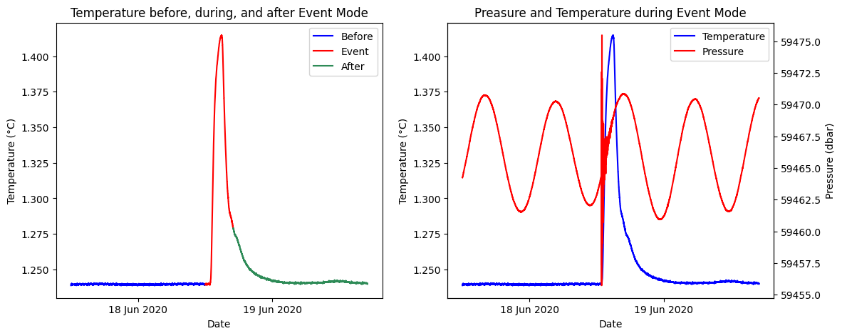 Temperature before, during, and after Event Mode
Before
Event
After
1.400
1.375
1.350
1.325
1.300
1.275
1.250
Temperature (°C)
18 Jun 2020
19 Jun 2020
Date
Preasure and Temperature during Event Mode
Temperature
Pressure
1.400
1.375
1.350
1.325
1.300
1.275
1.250
Temperature (°C)
59475.0
59472.5
59470.0
59467.5
59465.0
59462.5
59460.0
59457.5
59455.0
Pressure (dbar)
18 Jun 2020
19 Jun 2020
Date